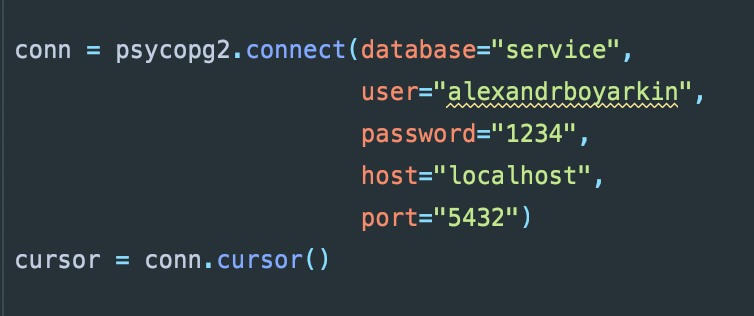 conn = psycopg2.connect(database="service",
                        user="alexandrboyarkin",
                        password="1234",
                        host="localhost",
                        port="5432")
cursor = conn.cursor()